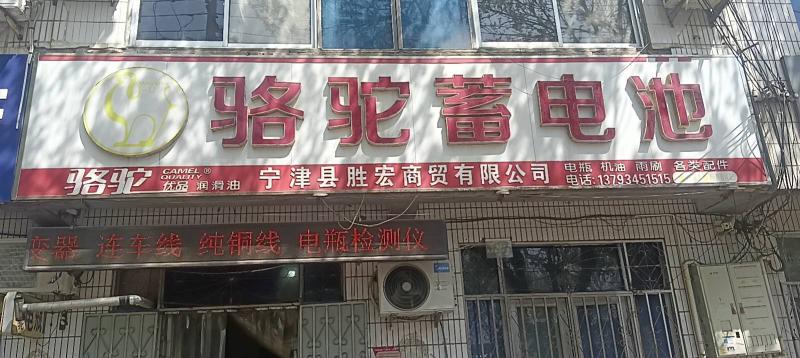 骆驼蓄电池
骆驼 CAMEL® QUALITY 优品 润滑油 宁津县胜宏商贸有限公司 电瓶 机油 雨刷 各类配件
电话:13793451515
变器 连车线 纯铜线 电瓶检测仪